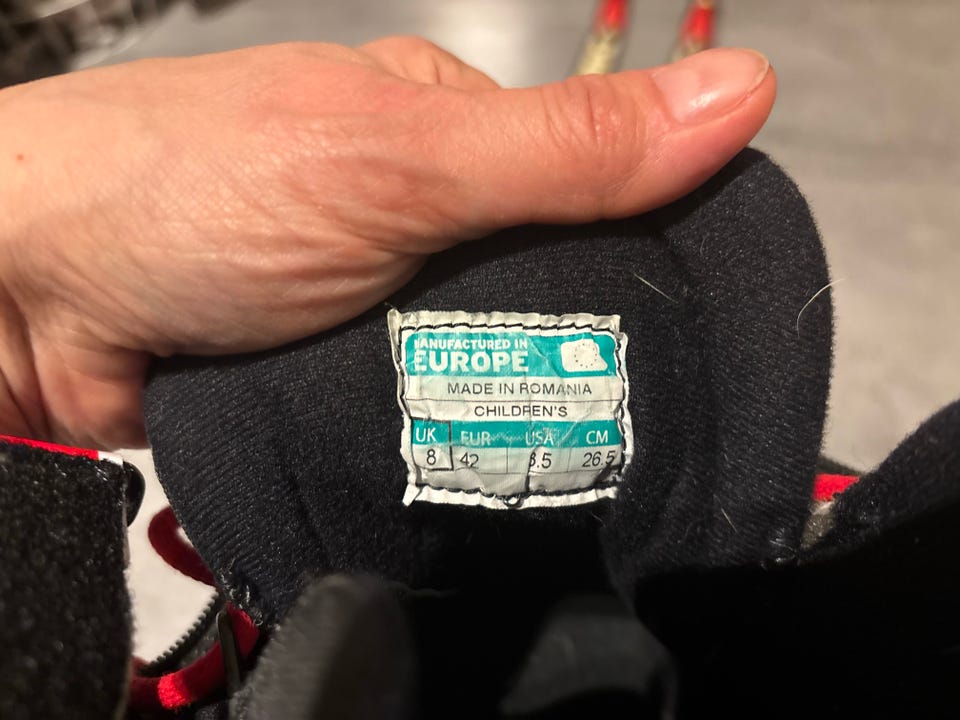 MANUFACTURED IN
EUROPE
MADE IN ROMANIA
CHILDREN'S
UK EUR USA CM
8 42 8.5 26.5